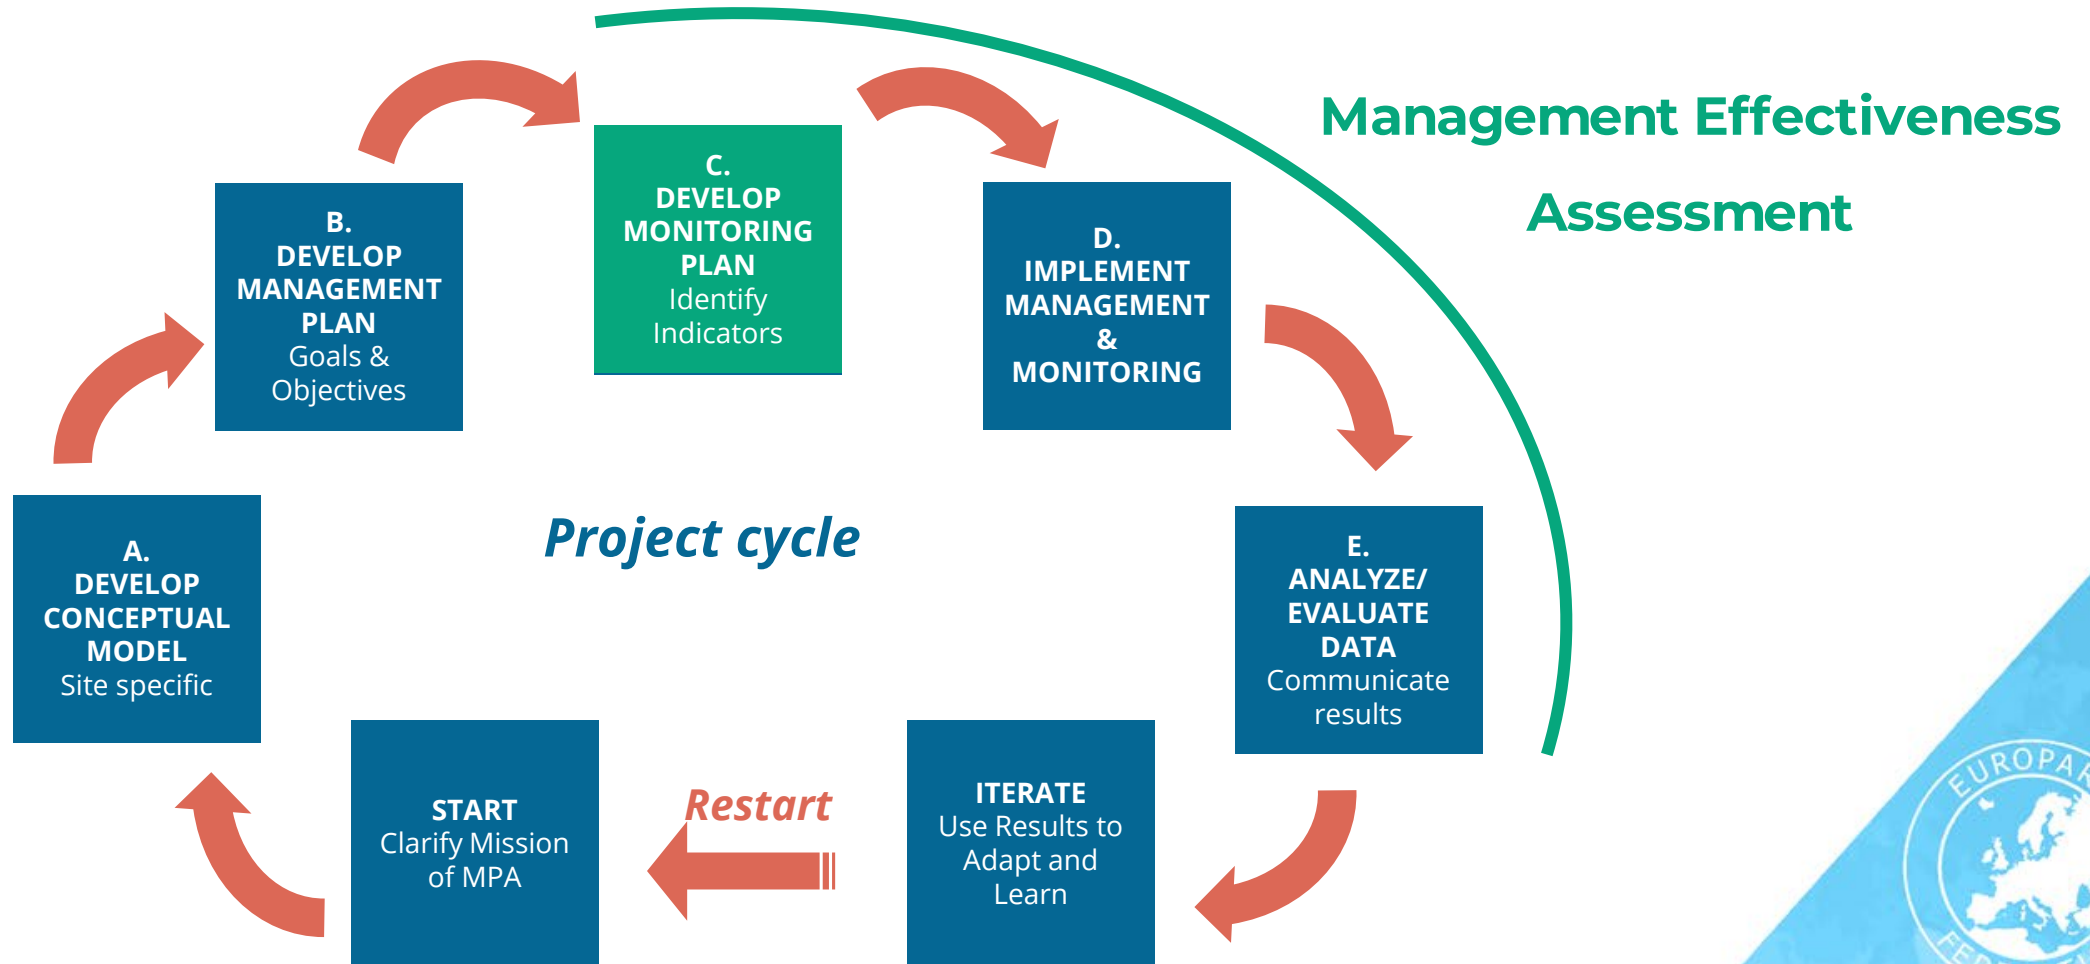 Management Effectiveness
Assessment
C.
DEVELOP
MONITORING
PLAN
Identify
Indicators
B.
DEVELOP
MANAGEMENT
PLAN
Goals &
Objectives
D.
IMPLEMENT
MANAGEMENT
&
MONITORING
A.
DEVELOP
CONCEPTUAL
MODEL
Site specific
Project cycle
E.
ANALYZE/
EVALUATE
DATA
Communicate
results
START
Clarify Mission
of MPA
Restart
ITERATE
Use Results to
Adapt and
Learn